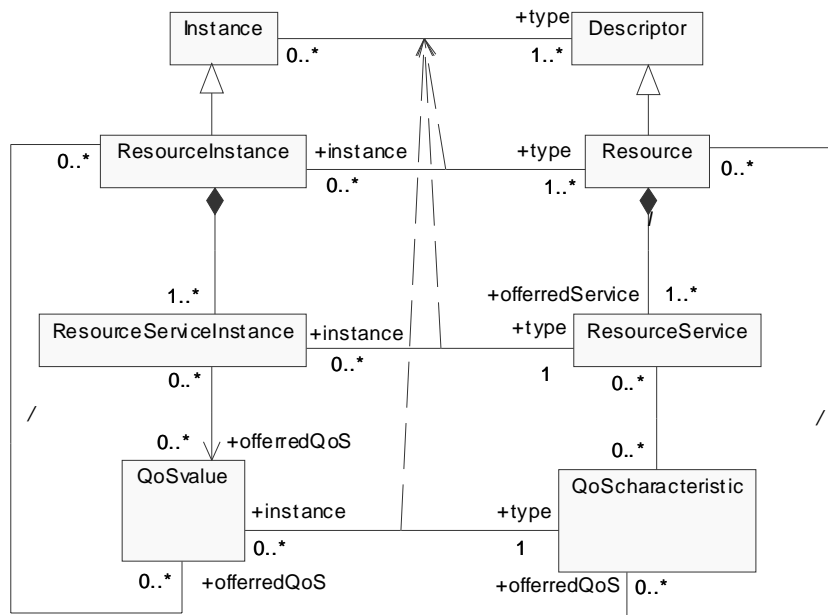 Instance
+type
Descriptor
0..*
1..*
ResourceInstance
+instance
+type
Resource
0..*
0..*
1..*
0..*
/
1..*
+offerredService
1..*
ResourceServiceInstance
+instance
+type
ResourceService
0..*
0..*
1
0..*
/
/
0..*
+offerredQoS
0..*
QoSvalue
QoScharacteristic
+instance
+type
0..*
1
0..*
+offerredQoS
+offerredQoS
0..*